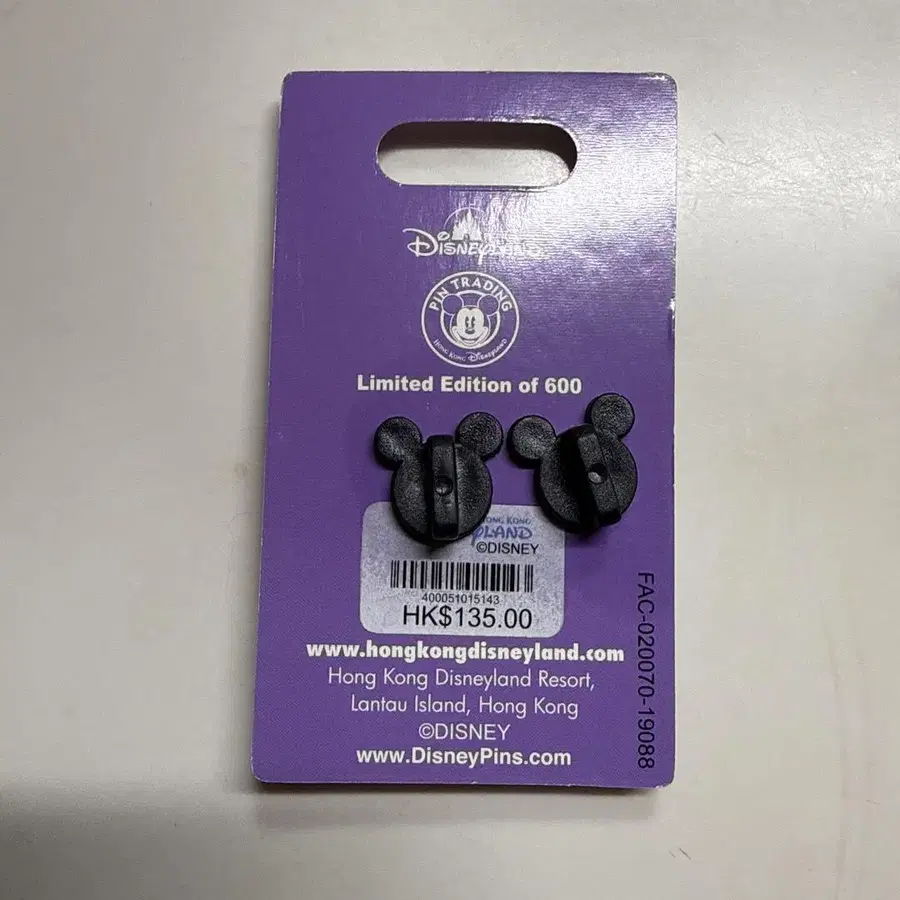 DISNEYLAND
PIN TRADING
HONG KONG DISNEYLAND
Limited Edition of 600
HONG KONG
YLAND
©DISNEY
400051015143
HK$135.00
www.hongkongdisneyland.com
Hong Kong Disneyland Resort,
Lantau Island, Hong Kong
©DISNEY
www.DisneyPins.com
FAC-020070-19088